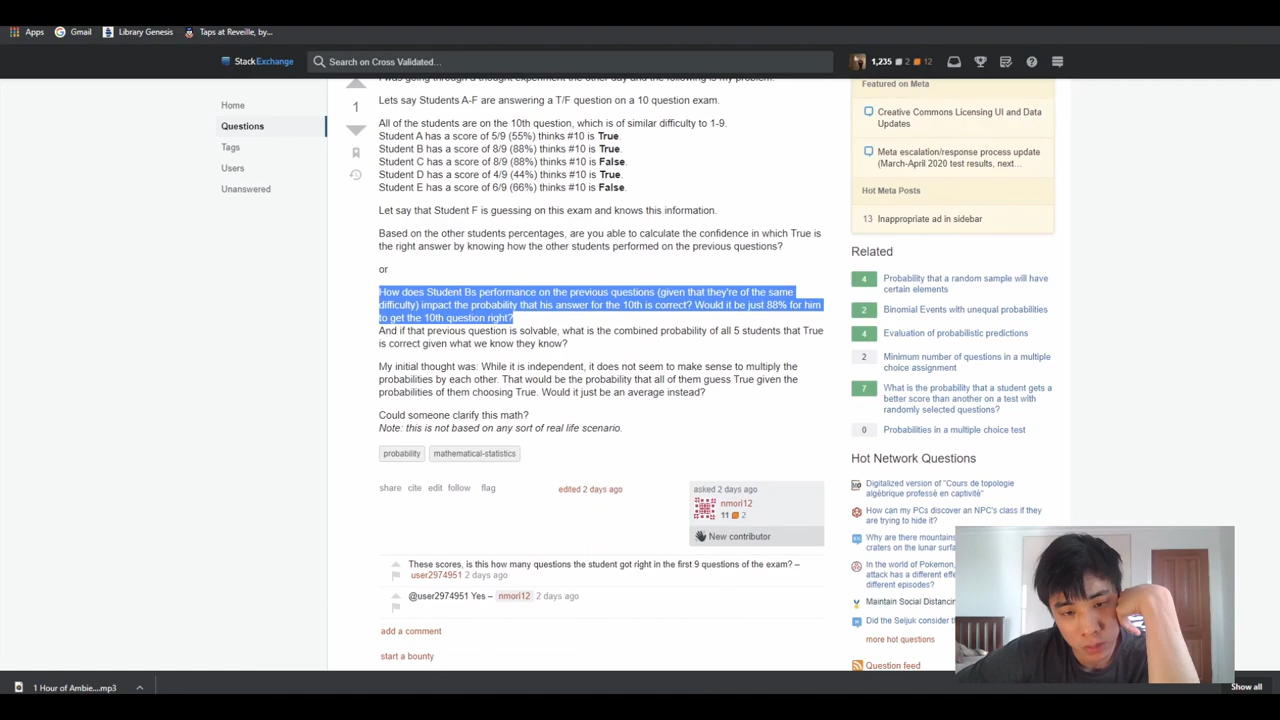 Apps Gmail Library Genesis Taps at Reveille, by...
StackExchange Search on Cross Validated... 1,235 2 12
Home
Questions
Tags
Users
Unanswered
1
Lets say Students A-F are answering a T/F question on a 10 question exam.
All of the students are on the 10th question, which is of similar difficulty to 1-9.
Student A has a score of 5/9 (55%) thinks #10 is True.
Student B has a score of 8/9 (88%) thinks #10 is True.
Student C has a score of 8/9 (88%) thinks #10 is False.
Student D has a score of 4/9 (44%) thinks #10 is True.
Student E has a score of 6/9 (66%) thinks #10 is False.
Let say that Student F is guessing on this exam and knows this information.
Based on the other students percentages, are you able to calculate the confidence in which True is
the right answer by knowing how the other students performed on the previous questions?
or
How does Student Bs performance on the previous questions (given that they're of the same
difficulty) impact the probability that his answer for the 10th is correct? Would it be just 88% for him
to get the 10th question right?
And if that previous question is solvable, what is the combined probability of all 5 students that True
is correct given what we know they know?
My initial thought was: While it is independent, it does not seem to make sense to multiply the
probabilities by each other. That would be the probability that all of them guess True given the
probabilities of them choosing True. Would it just be an average instead?
Could someone clarify this math?
Note: this is not based on any sort of real life scenario.
probability mathematical-statistics
share cite edit follow flag
edited 2 days ago
asked 2 days ago
nmori12
11 2
New contributor
These scores, is this how many questions the student got right in the first 9 questions of the exam? –
user2974951 2 days ago
@user2974951 Yes – nmori12 2 days ago
add a comment
start a bounty
Featured on Meta
Creative Commons Licensing UI and Data
Updates
Meta escalation/response process update
(March-April 2020 test results, next...
Hot Meta Posts
13 Inappropriate ad in sidebar
Related
4 Probability that a random sample will have
certain elements
2 Binomial Events with unequal probabilities
4 Evaluation of probabilistic predictions
2 Minimum number of questions in a multiple
choice assignment
7 What is the probability that a student gets a
better score than another on a test with
randomly selected questions?
0 Probabilities in a multiple choice test
Hot Network Questions
Digitalized version of "Cours de topologie
algébrique professé en captivité"
How can my PCs discover an NPC's class if they
are trying to hide it?
Why are there mountains
craters on the lunar
In the world of Pokemon,
attack has a different
different episodes?
Maintain Social
Did the Seljuk consider
more hot questions
Question feed
1 Hour of Ambie....mp3
Show all